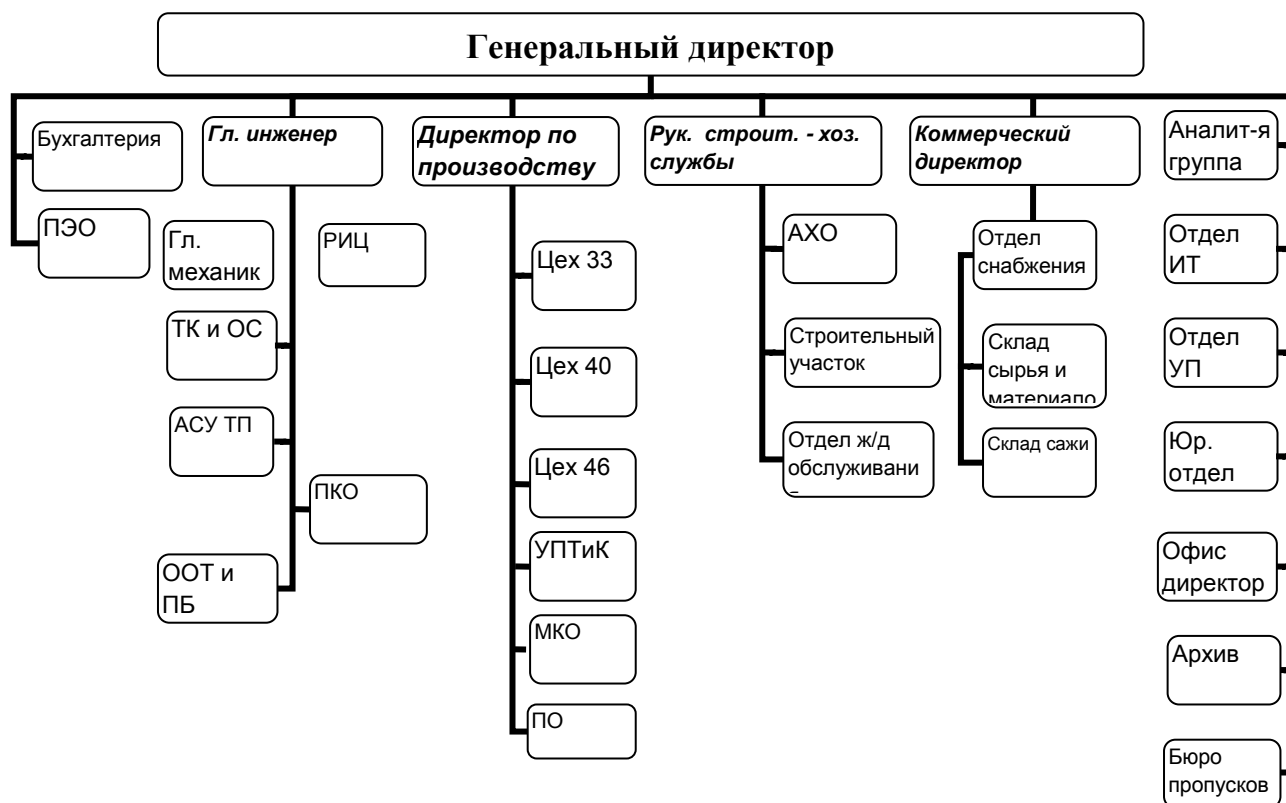 Генеральный директор
Бухгалтерия
ПЭО
Гл. инженер
Гл.
механик
РИЦ
ТК и ОС
АСУ ТП
ПКО
ООТ и
ПБ
Директор по
производству
Цех 33
Цех 40
Цех 46
УПТиК
МКО
ПО
Рук. строит. - хоз.
службы
АХО
Строительный
участок
Отдел ж/д
обслуживани
Коммерческий
директор
Отдел
снабжения
Склад
сырья и
материало
Склад сажи
Аналит-я
группа
Отдел
ИТ
Отдел
УП
Юр.
отдел
Офис
директор
Архив
Бюро
пропусков